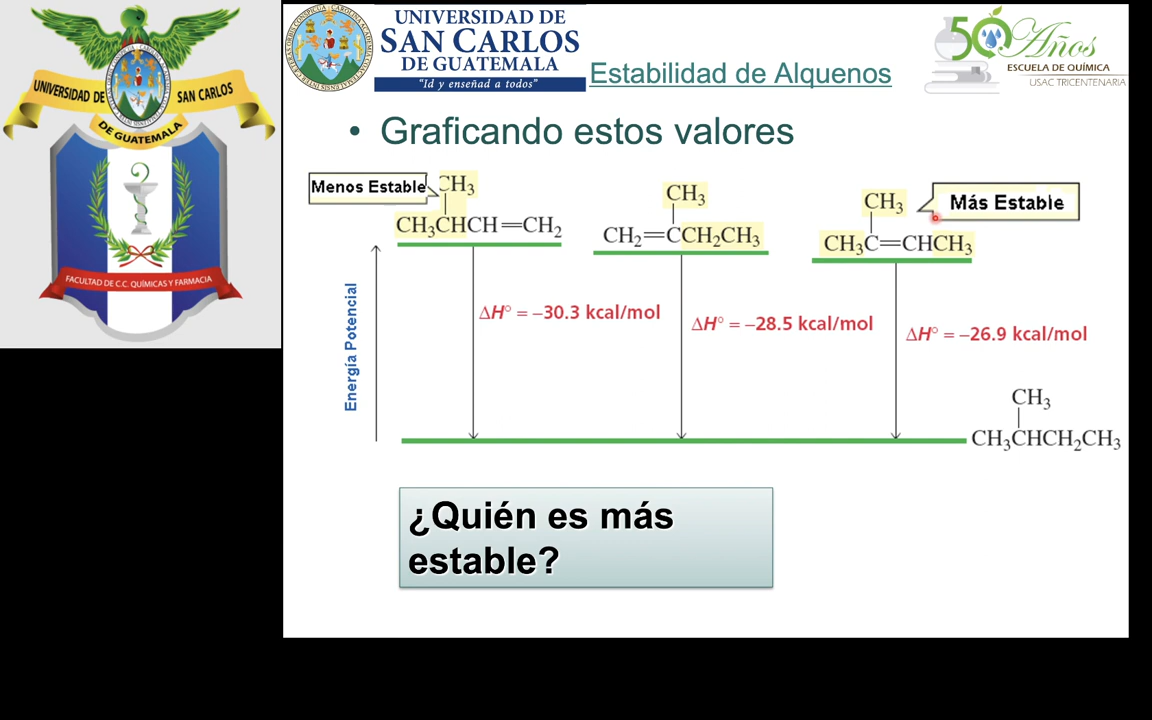 UNIVERSIDAD DE SAN CARLOS
DE GUATEMALA
FACULTAD DE C.C. QUÍMICAS Y FARMACIA
UNIVERSIDAD DE
SAN CARLOS
DE GUATEMALA
"Id y enseñad a todos"
Estabilidad de Alquenos
50 Años
ESCUELA DE QUÍMICA
USAC TRICENTENARIA
• Graficando estos valores
Menos Estable
CH₃
CH₃CHCH=CH₂
CH₃
CH₂=CCH₂CH₃
CH₃
CH₃C=CHCH₃
Más Estable
Energía Potencial
ΔH° = −30.3 kcal/mol
ΔH° = −28.5 kcal/mol
ΔH° = −26.9 kcal/mol
CH₃
CH₃CHCH₂CH₃
¿Quién es más
estable?